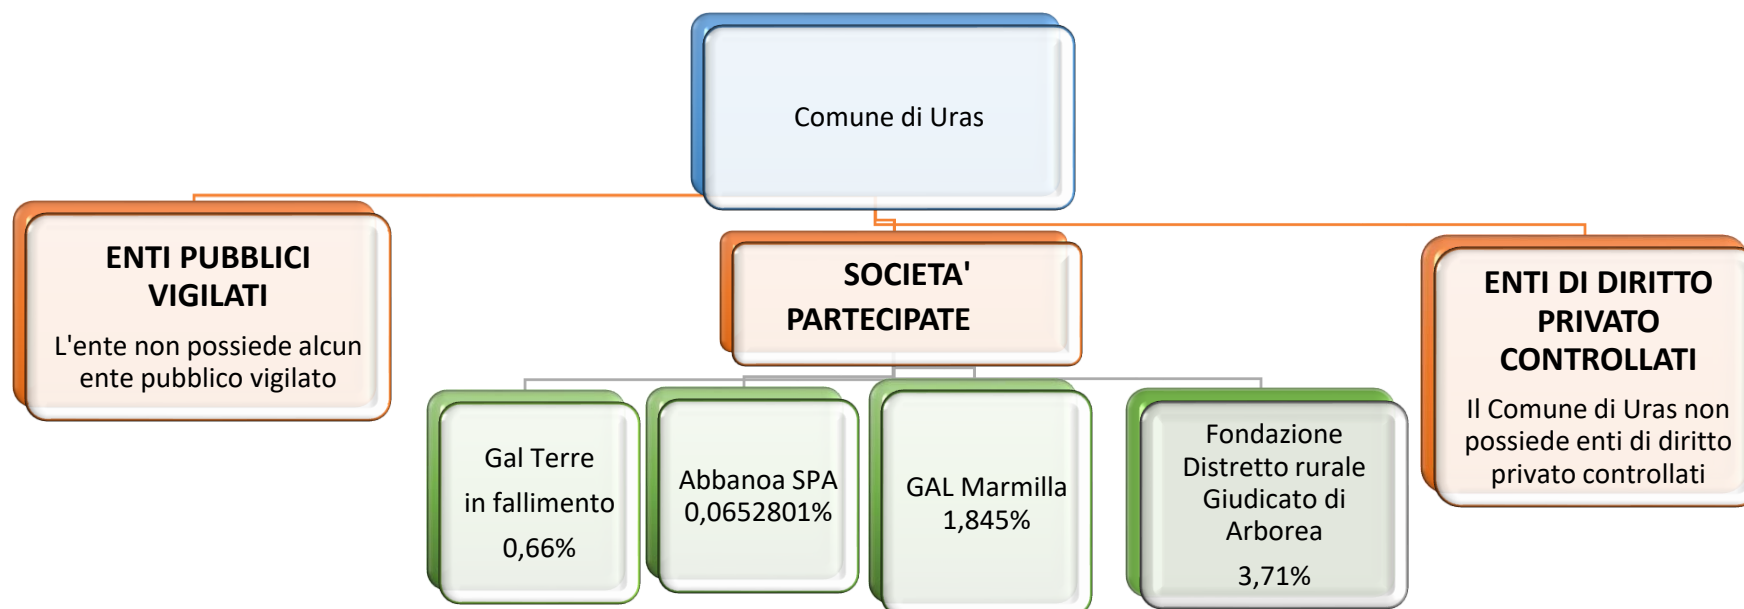 Comune di Uras
ENTI PUBBLICI
VIGILATI
L'ente non possiede alcun
ente pubblico vigilato
SOCIETA'
PARTECIPATE
ENTI DI DIRITTO
PRIVATO
CONTROLLATI
Il Comune di Uras non
possiede enti di diritto
privato controllati
Gal Terre
in fallimento
0,66%
Abbanoa SPA
0,0652801%
GAL Marmilla
1,845%
Fondazione
Distretto rurale
Giudicato di
Arborea
3,71%